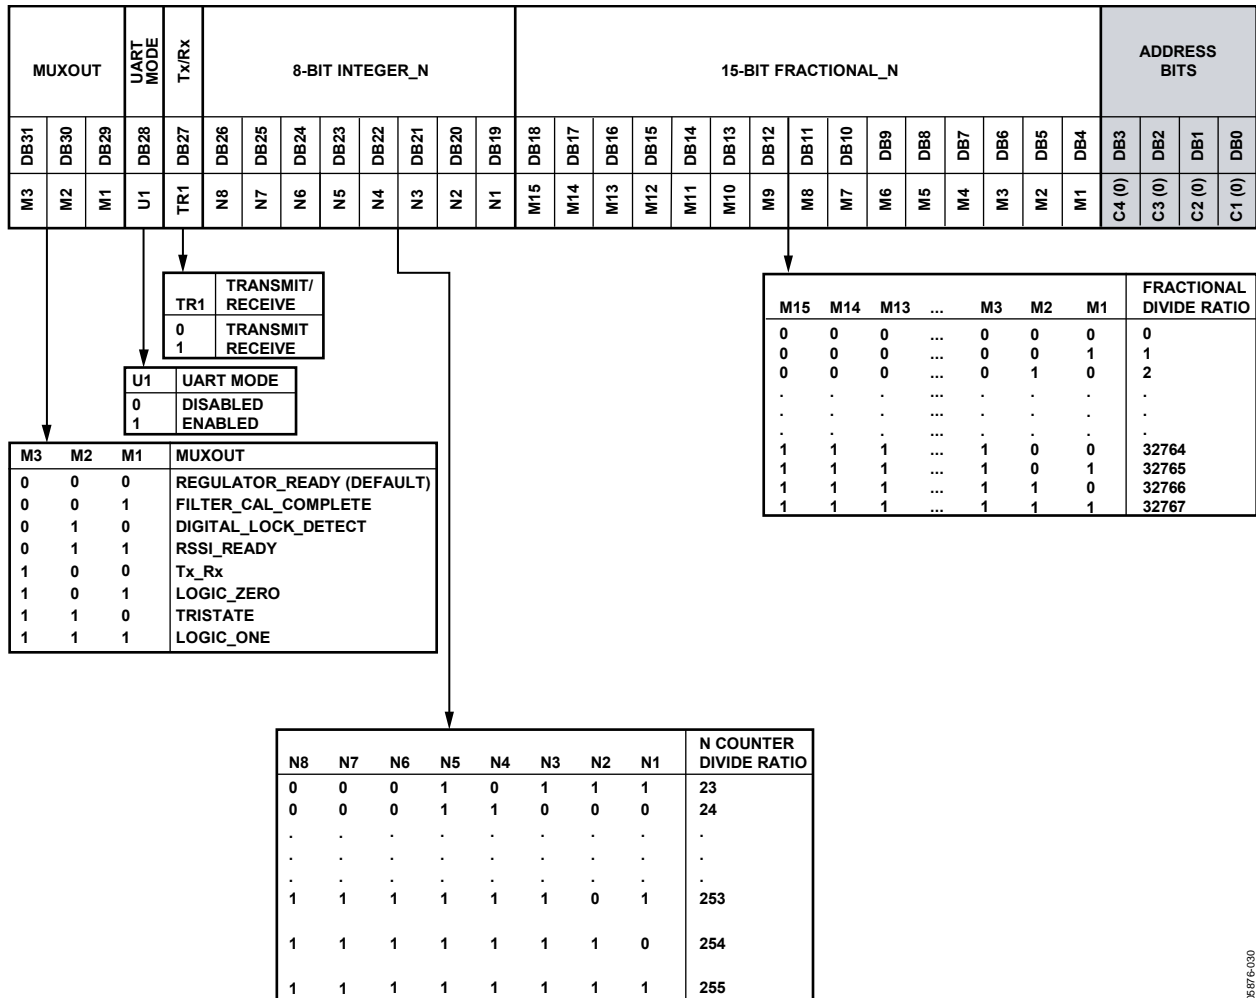 MUXOUT UART MODE Tx/Rx 8-BIT INTEGER_N 15-BIT FRACTIONAL_N ADDRESS BITS
DB31 DB30 DB29 DB28 DB27 DB26 DB25 DB24 DB23 DB22 DB21 DB20 DB19 DB18 DB17 DB16 DB15 DB14 DB13 DB12 DB11 DB10 DB9 DB8 DB7 DB6 DB5 DB4 DB3 DB2 DB1 DB0
M3 M2 M1 U1 TR1 N8 N7 N6 N5 N4 N3 N2 N1 M15 M14 M13 M12 M11 M10 M9 M8 M7 M6 M5 M4 M3 M2 M1 C4 (0) C3 (0) C2 (0) C1 (0)
TR1 TRANSMIT/ RECEIVE
0 TRANSMIT
1 RECEIVE
U1 UART MODE
0 DISABLED
1 ENABLED
M3 M2 M1 MUXOUT
0 0 0 REGULATOR_READY (DEFAULT)
0 0 1 FILTER_CAL_COMPLETE
0 1 0 DIGITAL_LOCK_DETECT
0 1 1 RSSI_READY
1 0 0 Tx_Rx
1 0 1 LOGIC_ZERO
1 1 0 TRISTATE
1 1 1 LOGIC_ONE
M15 M14 M13 ... M3 M2 M1 FRACTIONAL DIVIDE RATIO
0 0 0 ... 0 0 0 0
0 0 0 ... 0 0 1 1
0 0 0 ... 0 1 0 2
. . . ... . . . .
. . . ... . . . .
. . . ... . . . .
1 1 1 ... 1 0 0 32764
1 1 1 ... 1 0 1 32765
1 1 1 ... 1 1 0 32766
1 1 1 ... 1 1 1 32767
N8 N7 N6 N5 N4 N3 N2 N1 N COUNTER DIVIDE RATIO
0 0 0 1 0 1 1 1 23
0 0 0 1 1 0 0 0 24
. . . . . . . . .
. . . . . . . . .
. . . . . . . . .
1 1 1 1 1 1 0 1 253
1 1 1 1 1 1 1 0 254
1 1 1 1 1 1 1 1 255
05876-030